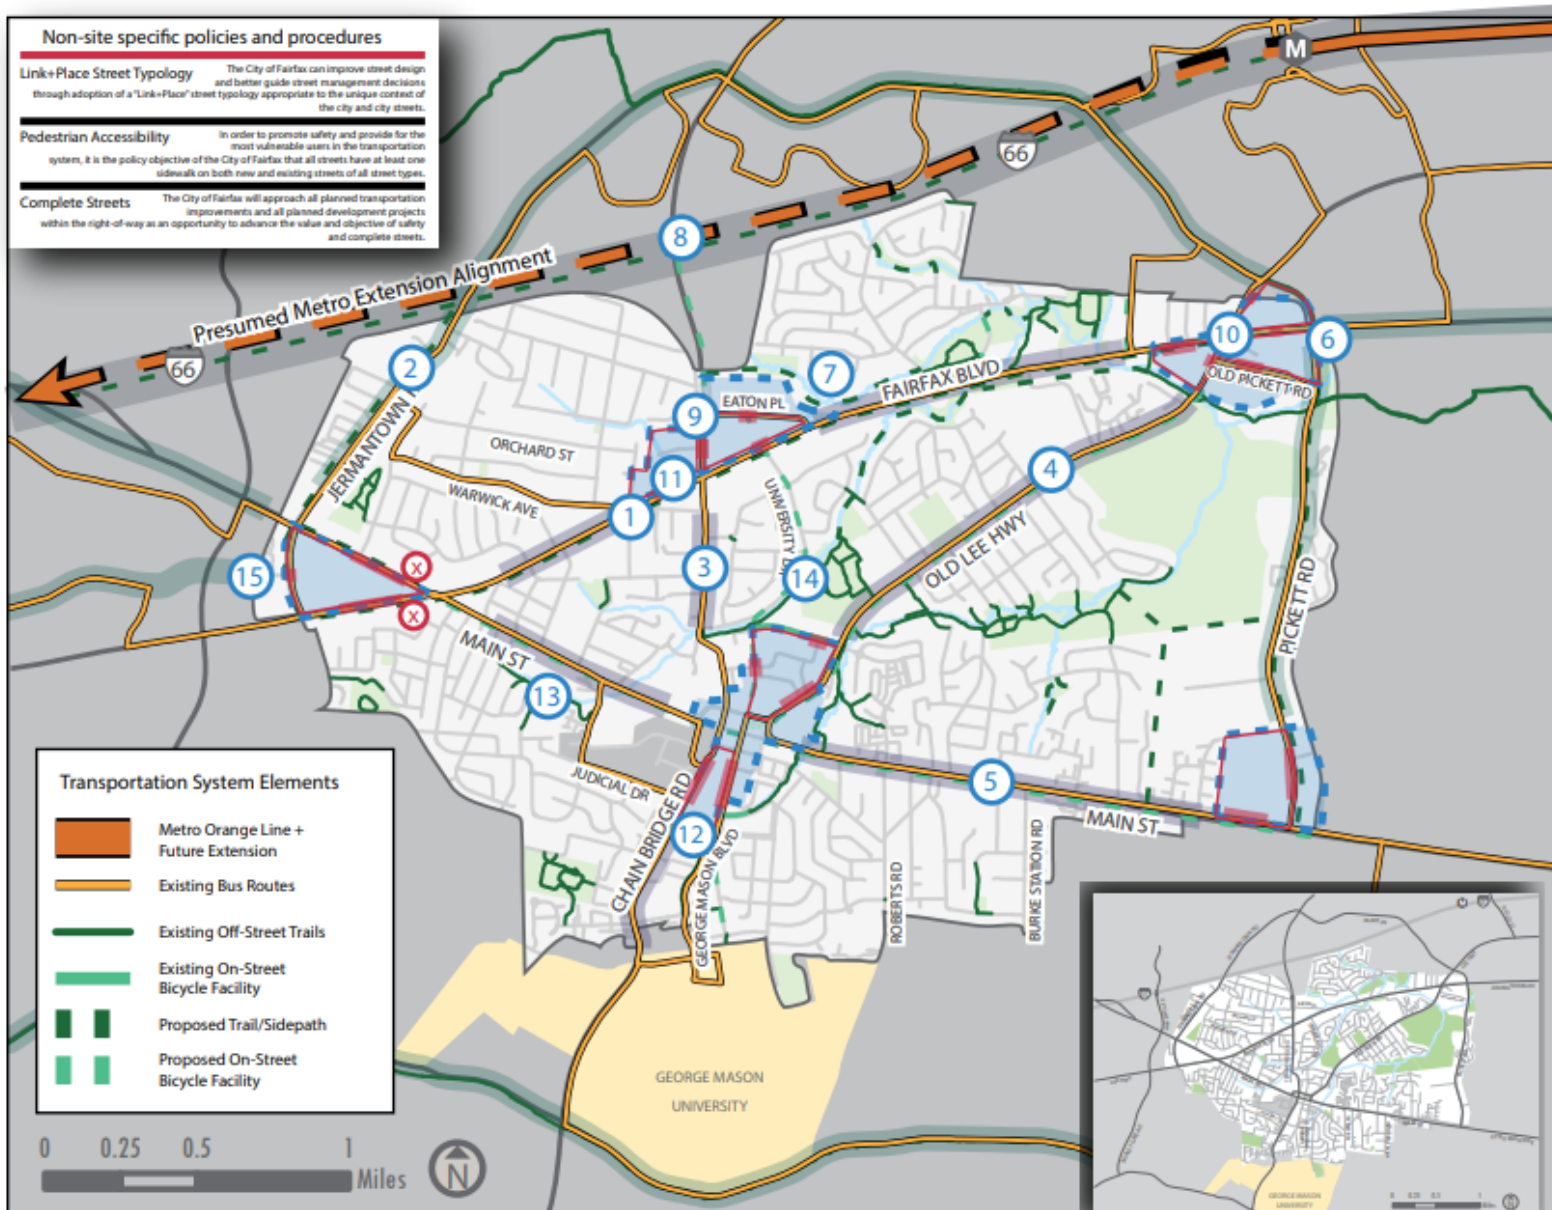 Non-site specific policies and procedures
Link+Place Street Typology
The City of Fairfax can improve street design
and better guide street management decisions
through adoption of a "Link+Place" street typology appropriate to the unique context of
the city and city streets.
Pedestrian Accessibility
In order to promote safety and provide for the
most vulnerable users in the transportation
system, it is the policy objective of the City of Fairfax that all streets have at least one
sidewalk on both new and existing streets of all street types.
Complete Streets
The City of Fairfax will approach all planned transportation
improvements and all planned development projects
within the right-of-way as an opportunity to advance the value and objective of safety
and complete streets.
M
66
8
Presumed Metro Extension Alignment
66
2
10
6
7
FAIRFAX BLVD
OLD PICKETT RD
EATON PL
9
JERMANTOWN
ORCHARD ST
11
4
WARWICK AVE
1
UNIVERSITY
3
14
OLD LEE HWY
15
x
x
PICKETT RD
MAIN ST
13
5
JUDICIAL DR
MAIN ST
12
CHAIN BRIDGE RD
GEORGE MASON BLVD
ROBERTS RD
BURKE STATION RD
Transportation System Elements
Metro Orange Line +
Future Extension
Existing Bus Routes
Existing Off-Street Trails
Existing On-Street
Bicycle Facility
Proposed Trail/Sidepath
Proposed On-Street
Bicycle Facility
GEORGE MASON
UNIVERSITY
0 0.25 0.5 1
Miles
N
GEORGE MASON
UNIVERSITY
0 0.25 0.5 1